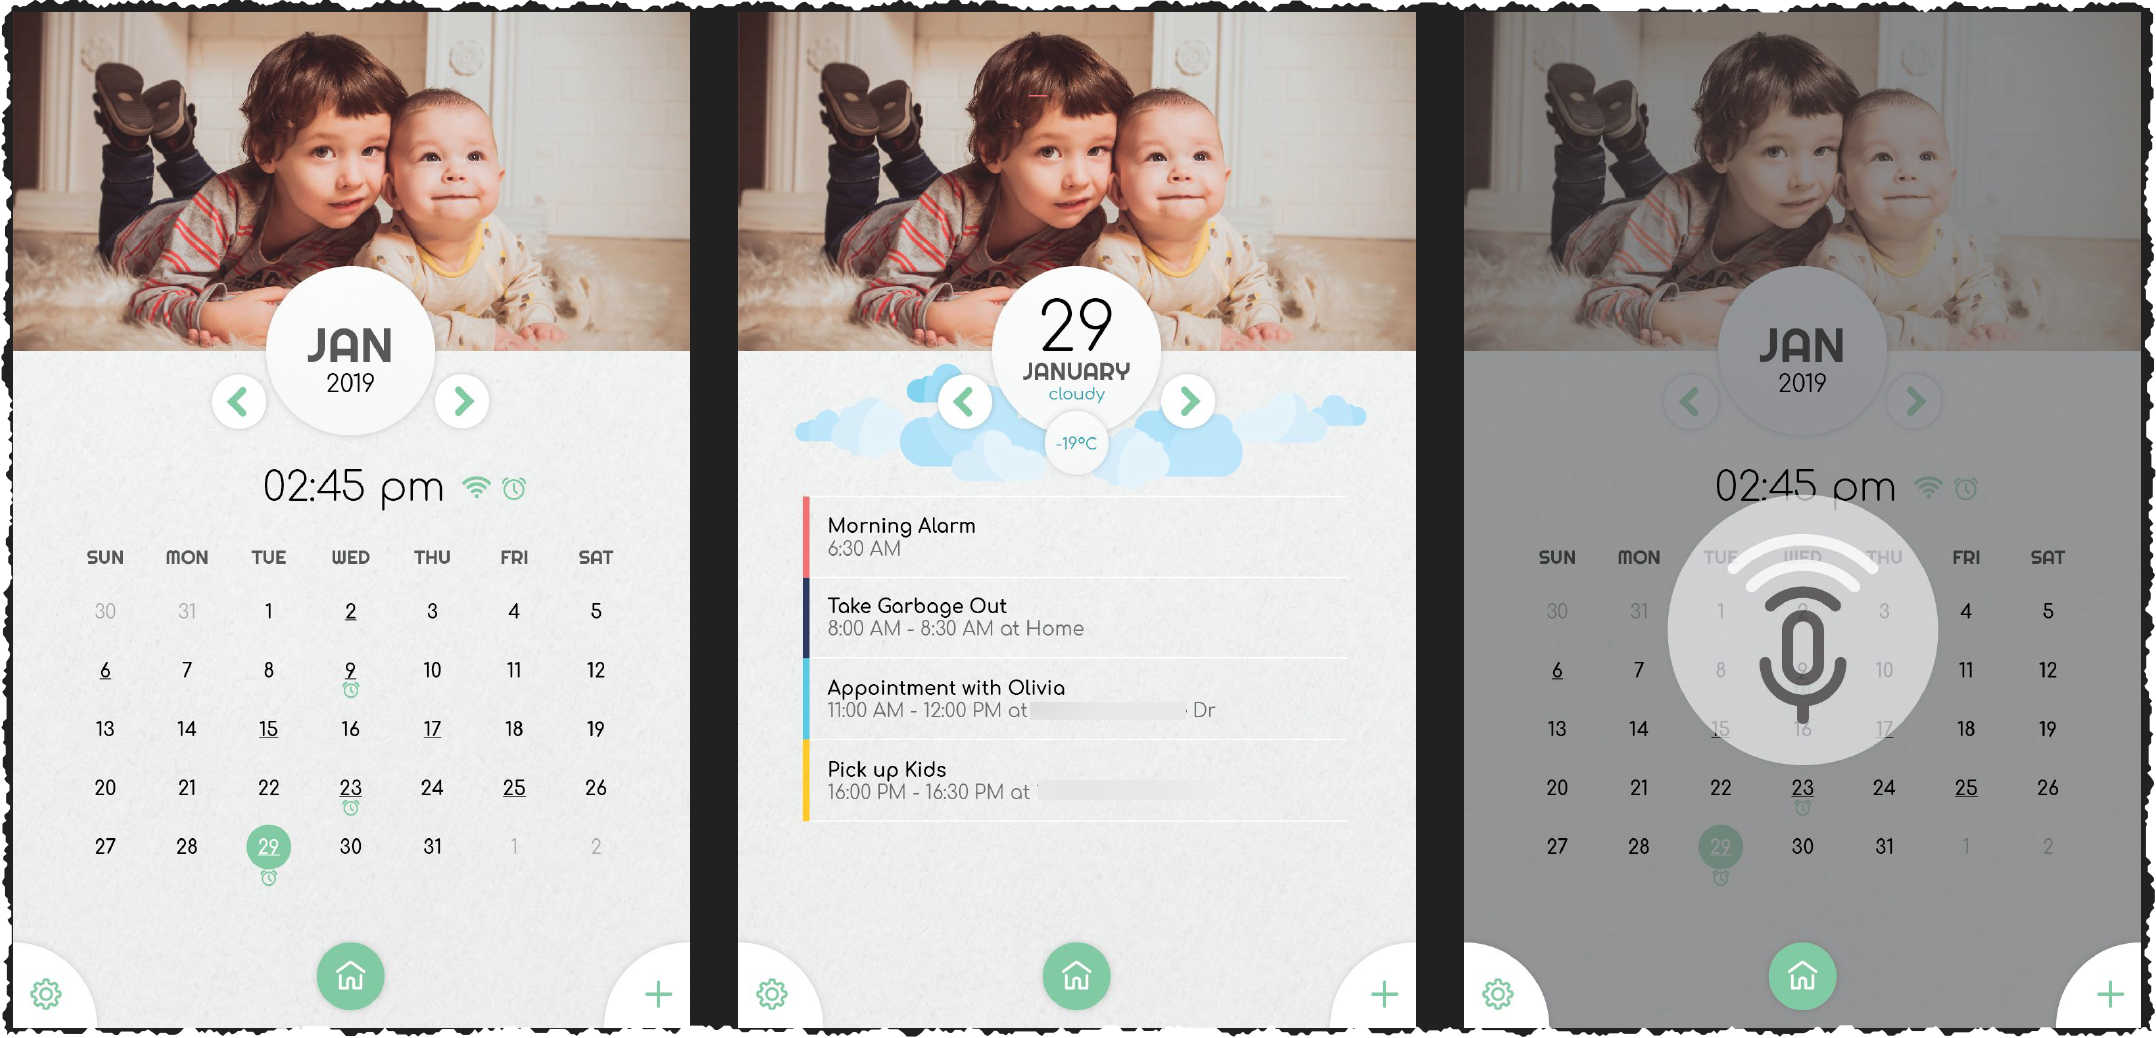 JAN
2019
02:45 pm
SUN MON TUE WED THU FRI SAT
30 31 1 2 3 4 5
6 7 8 9 10 11 12
13 14 15 16 17 18 19
20 21 22 23 24 25 26
27 28 29 30 31 1 2
29
JANUARY
cloudy
-19°C
Morning Alarm
6:30 AM
Take Garbage Out
8:00 AM - 8:30 AM at Home
Appointment with Olivia
11:00 AM - 12:00 PM at Dr
Pick up Kids
16:00 PM - 16:30 PM at
JAN
2019
02:45 pm
SUN MON TUE WED THU FRI SAT
30 31 1 2 3 4 5
6 7 8 9 10 11 12
13 14 15 16 17 18 19
20 21 22 23 24 25 26
27 28 29 30 31 1 2